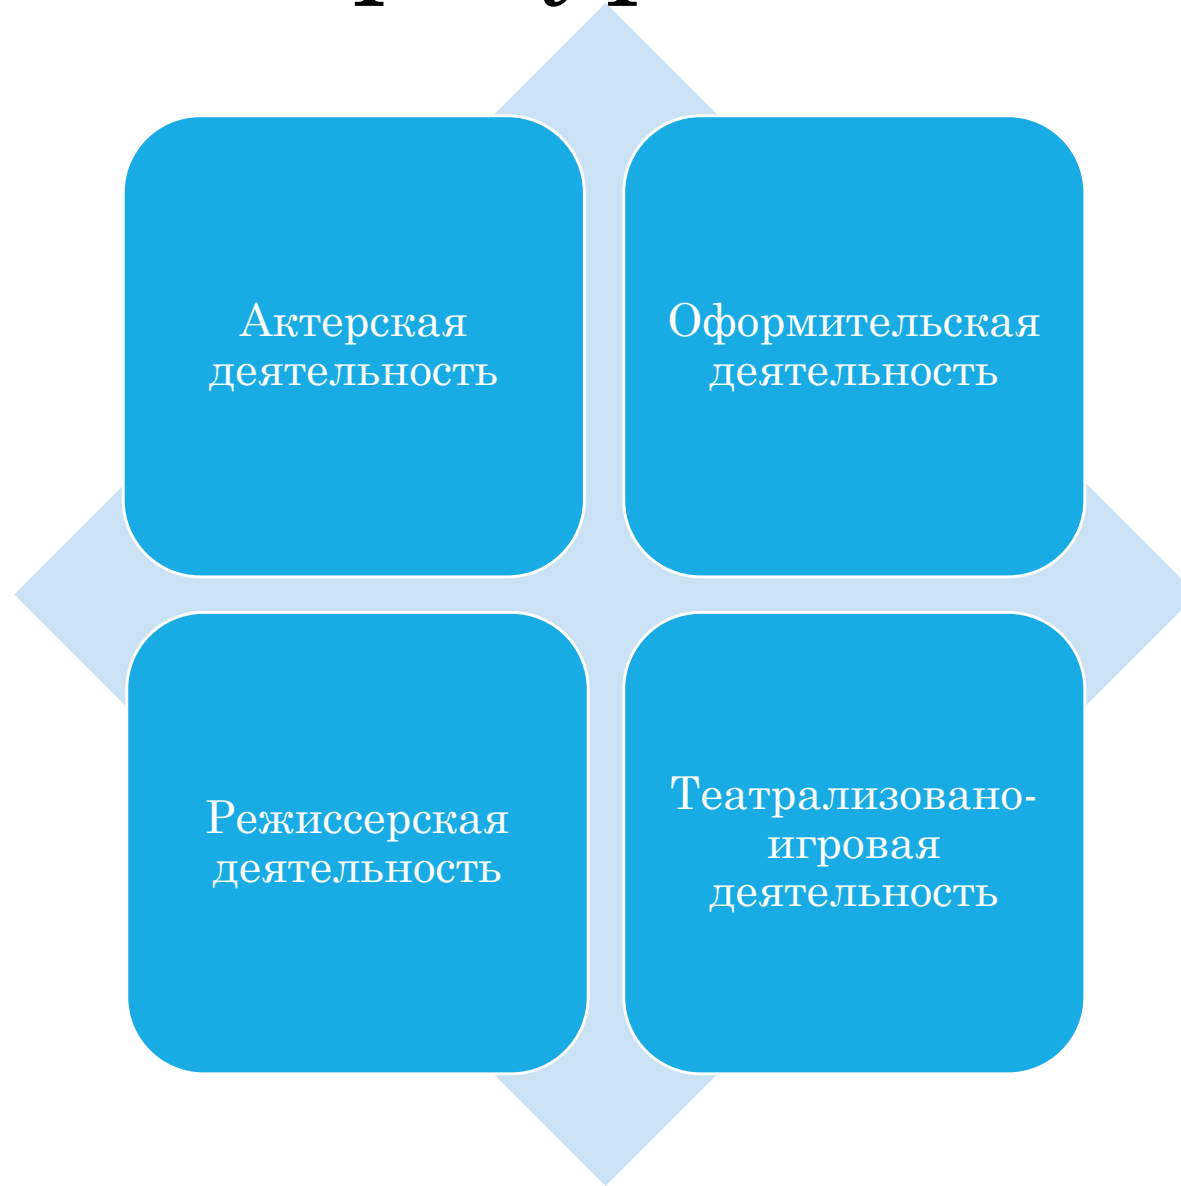 Актерская
деятельность
Оформительская
деятельность
Режиссерская
деятельность
Театрализовано-
игровая
деятельность